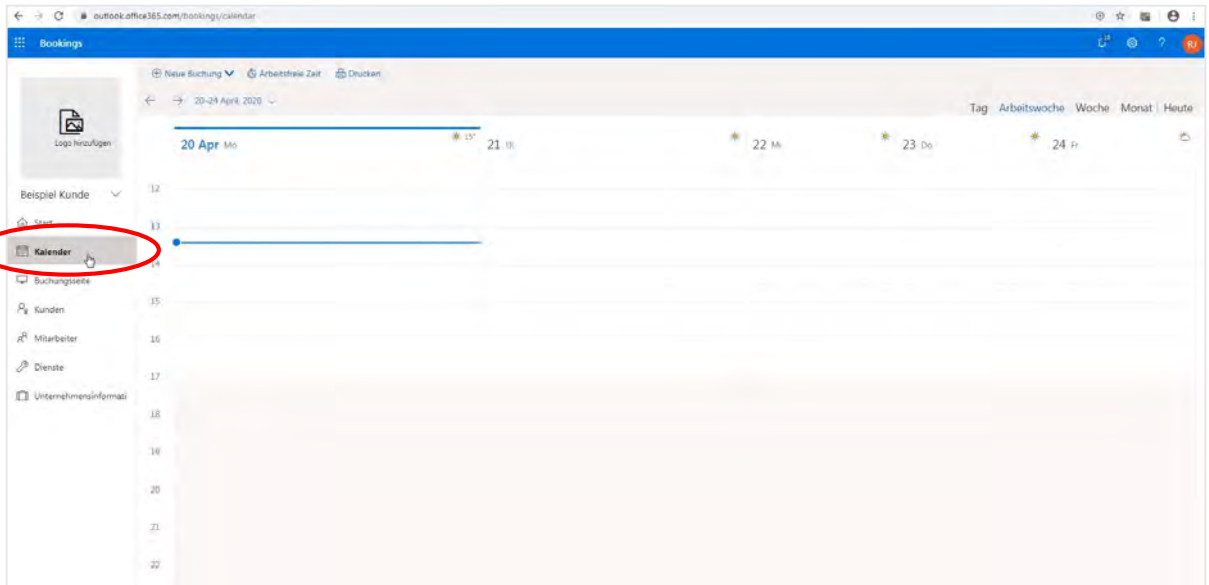 outlook.office365.com/bookings/calendar
Bookings
RJ
Neue Buchung Arbeitsfreie Zeit Drucken
20-24 April, 2020
Tag Arbeitswoche Woche Monat Heute
Logo hinzufügen
20 Apr Mo 15° 21 Di 22 Mi 23 Do 24 Fr
Beispiel Kunde
Start
Kalender
Buchungsseite
Kunden
Mitarbeiter
Dienste
Unternehmensinformati
12
13
14
15
16
17
18
19
20
21
22